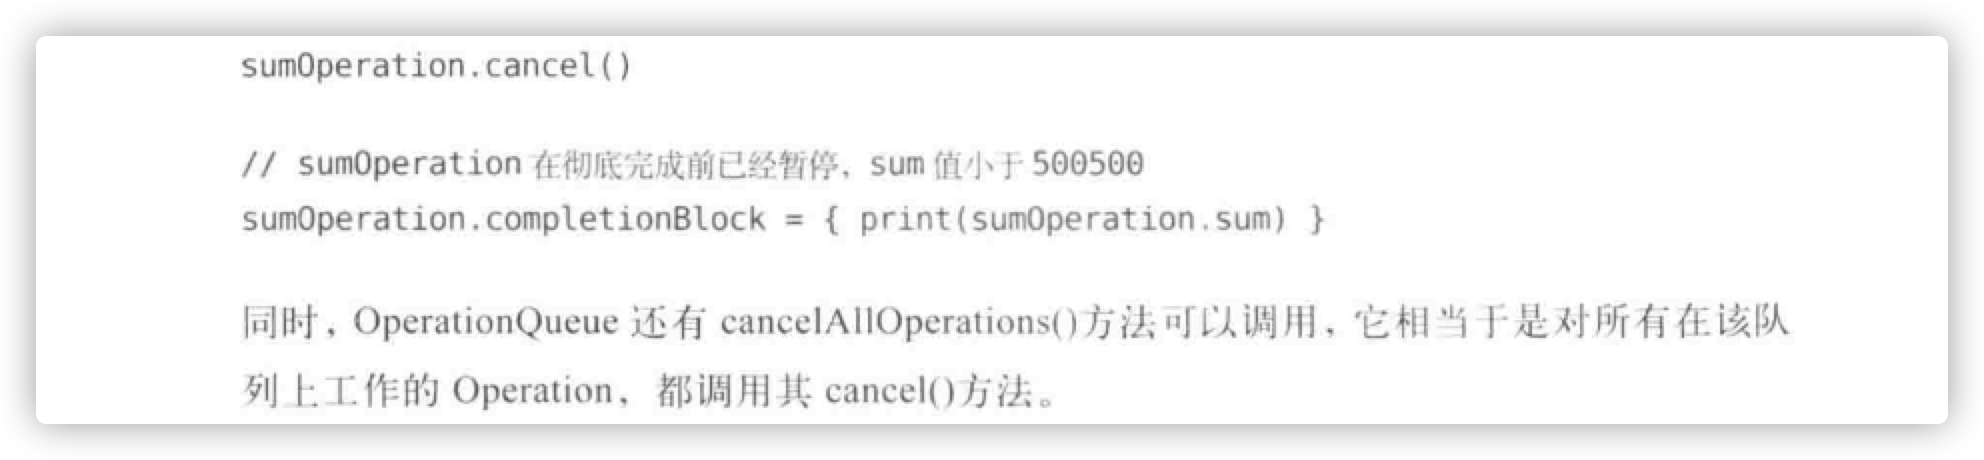 sumOperation.cancel()
// sumOperation 在彻底完成前已经暂停，sum 值小于 500500
sumOperation.completionBlock = { print(sumOperation.sum) }
同时，OperationQueue 还有 cancelAllOperations()方法可以调用，它相当于是对所有在该队
列上工作的 Operation，都调用其 cancel()方法。